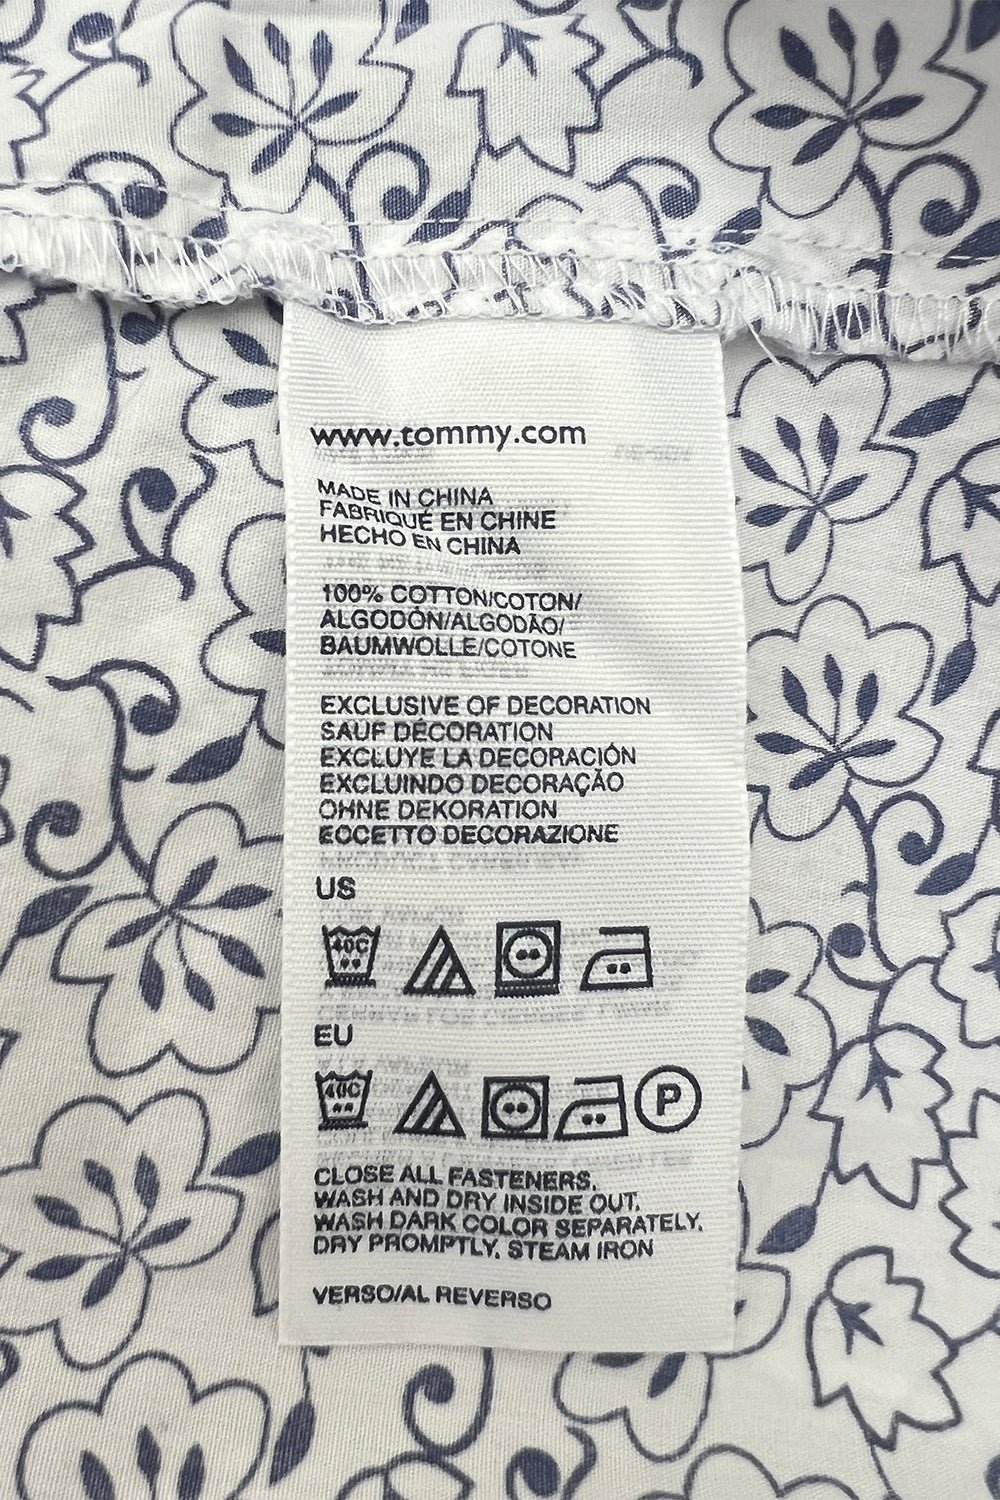 www.tommy.com
MADE IN CHINA
FABRIQUÉ EN CHINE
HECHO EN CHINA
100% COTTON/COTON/
ALGODÓN/ALGODÃO/
BAUMWOLLE/COTONE
EXCLUSIVE OF DECORATION
SAUF DÉCORATION
EXCLUYE LA DECORACIÓN
EXCLUINDO DECORAÇÃO
OHNE DEKORATION
ECCETTO DECORAZIONE
US
40C
EU
40C P
CLOSE ALL FASTENERS.
WASH AND DRY INSIDE OUT.
WASH DARK COLOR SEPARATELY.
DRY PROMPTLY. STEAM IRON
VERSO/AL REVERSO